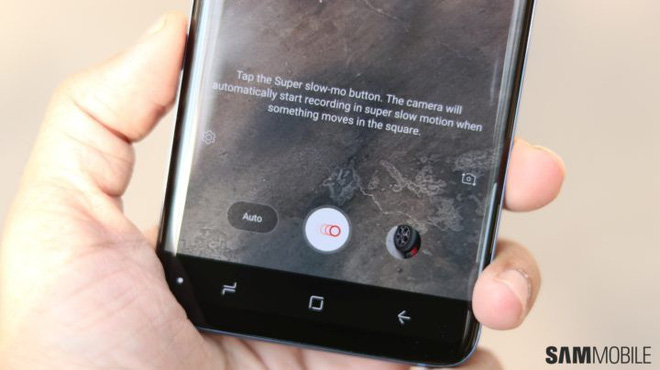 Tap the Super slow-mo button. The camera will
automatically start recording in super slow motion when
something moves in the square.
Auto
SAMMOBILE